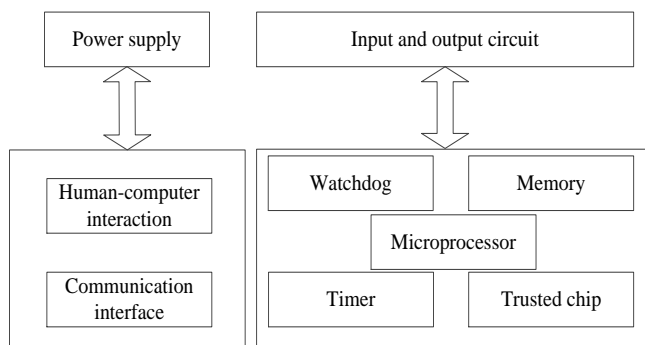 Power supply
Input and output circuit
Human-computer
interaction
Communication
interface
Watchdog
Memory
Microprocessor
Timer
Trusted chip